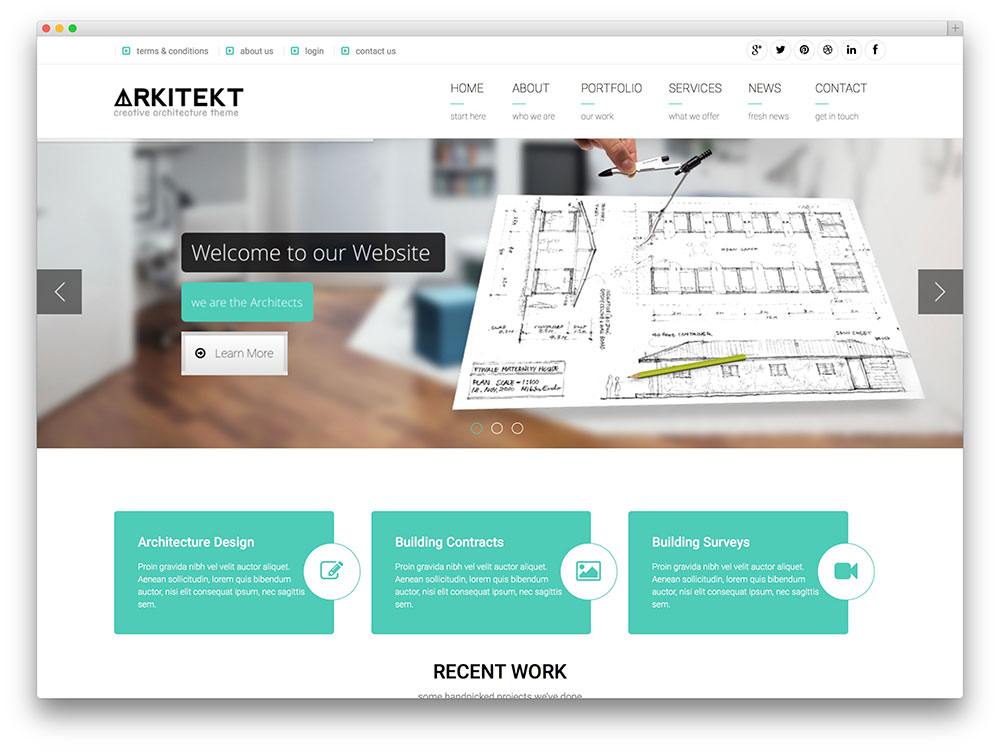 terms & conditions about us login contact us
ARKITEKT
creative architecture theme
HOME ABOUT PORTFOLIO SERVICES NEWS CONTACT
start here who we are our work what we offer fresh news get in touch
Welcome to our Website
we are the Architects
Learn More
MATERNITY HOUSE
PLAN SCALE
Architecture Design
Proin gravida nibh vel velit auctor aliquet.
Aenean sollicitudin, lorem quis bibendum
auctor, nisi elit consequat ipsum, nec sagittis
sem.
Building Contracts
Proin gravida nibh vel velit auctor aliquet.
Aenean sollicitudin, lorem quis bibendum
auctor, nisi elit consequat ipsum, nec sagittis
sem.
Building Surveys
Proin gravida nibh vel velit auctor aliquet.
Aenean sollicitudin, lorem quis bibendum
auctor, nisi elit consequat ipsum, nec sagittis
sem.
RECENT WORK
some handpicked projects we've done